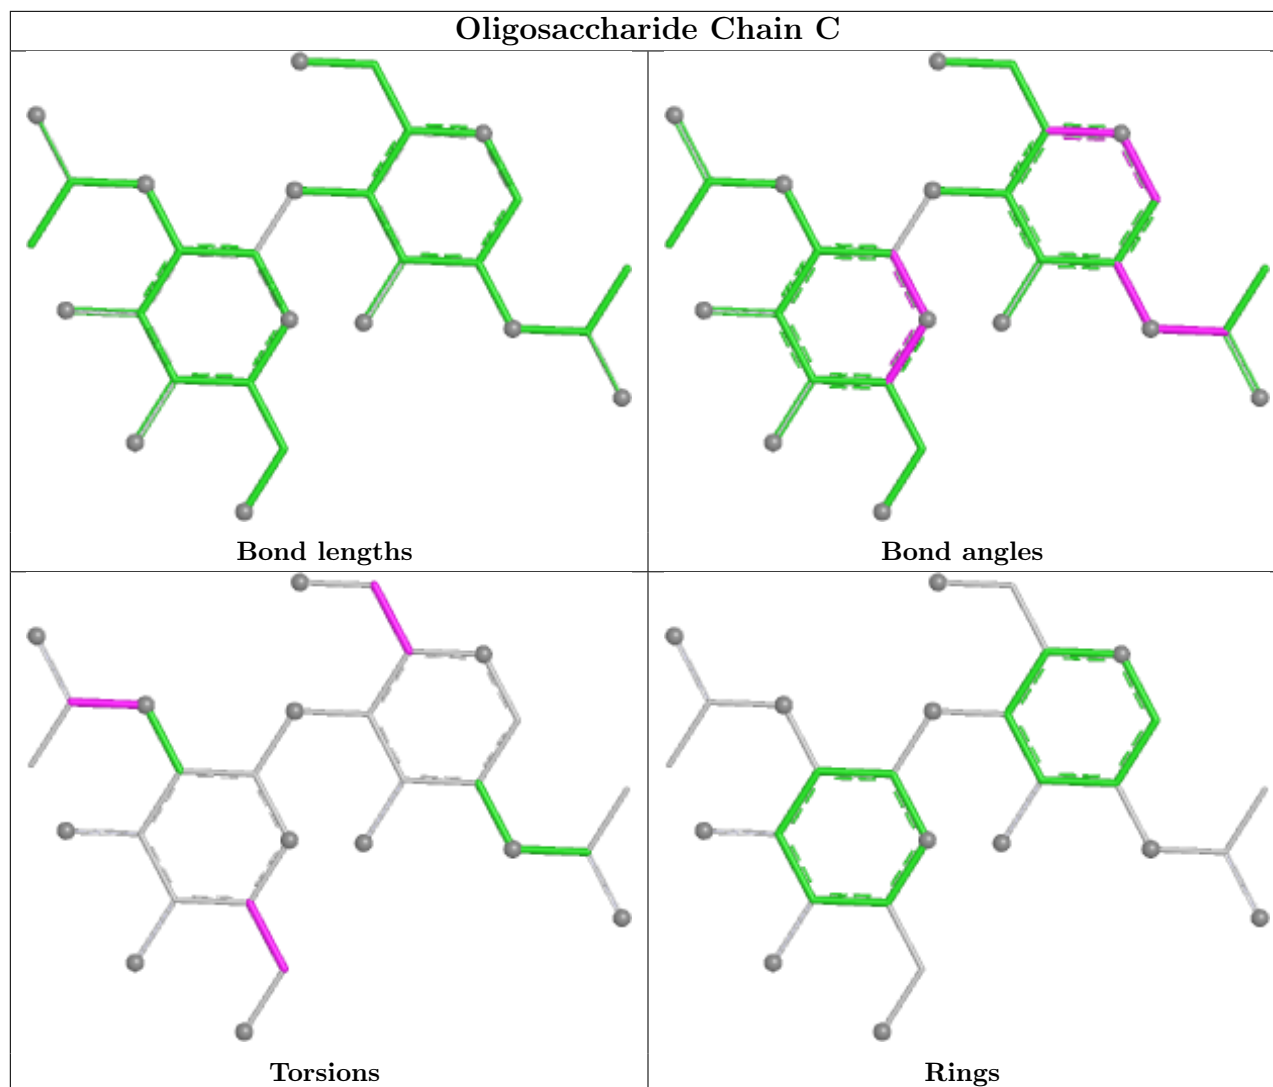 Oligosaccharide Chain C
Bond lengths
Bond angles
Torsions
Rings